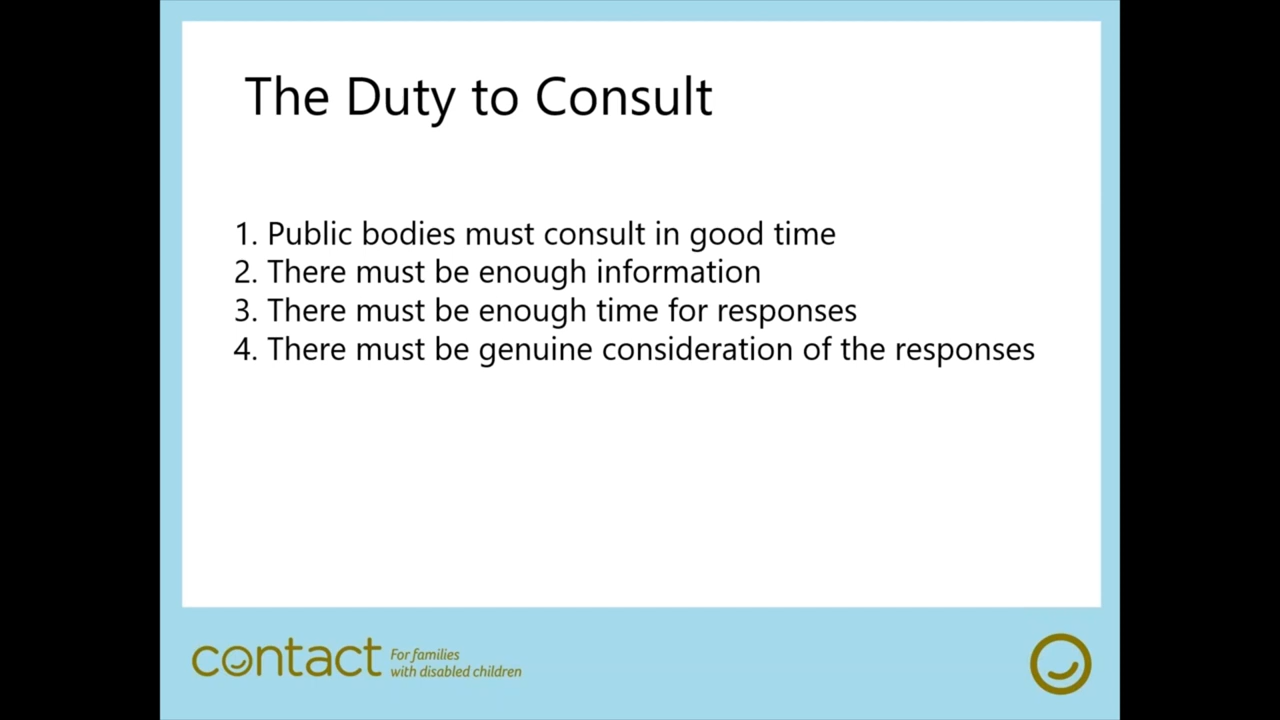 The Duty to Consult
1. Public bodies must consult in good time
2. There must be enough information
3. There must be enough time for responses
4. There must be genuine consideration of the responses
contact
For families
with disabled children